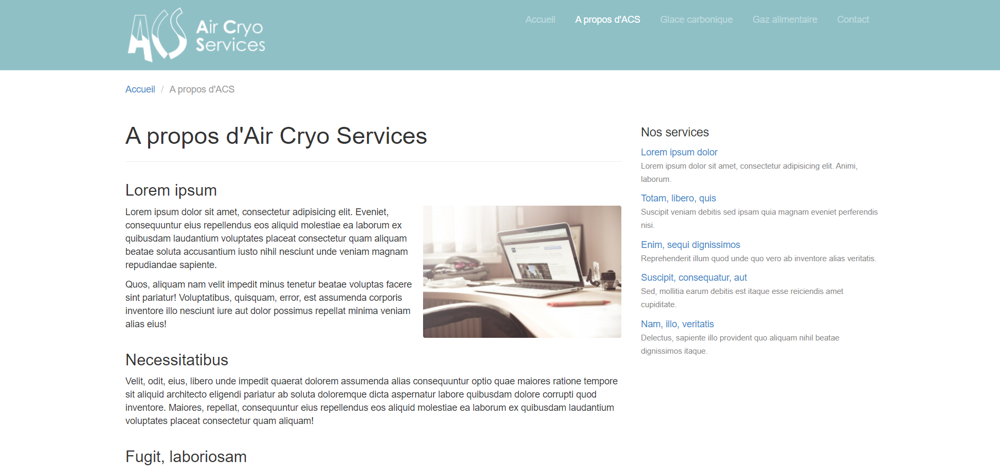 ACS Air Cryo
Services
Accueil A propos d'ACS Glace carbonique Gaz alimentaire Contact
Accueil / A propos d'ACS
A propos d'Air Cryo Services
Lorem ipsum
Lorem ipsum dolor sit amet, consectetur adipisicing elit. Eveniet,
consequuntur eius repellendus eos aliquid molestiae ea laborum ex
quibusdam laudantium voluptates placeat consectetur quam aliquam
beatae soluta accusantium iusto nihil nesciunt unde veniam magnam
repudiandae sapiente.
Quos, aliquam nam velit impedit minus tenetur beatae voluptas facere
sint pariatur! Voluptatibus, quisquam, error, est assumenda corporis
inventore illo nesciunt iure aut dolor possimus repellat minima veniam
alias eius!
Necessitatibus
Velit, odit, eius, libero unde impedit quaerat dolorem assumenda alias consequuntur optio quae maiores ratione tempore
sit aliquid architecto eligendi pariatur ab soluta doloremque dicta aspernatur labore quibusdam dolore corrupti quod
inventore. Maiores, repellat, consequuntur eius repellendus eos aliquid molestiae ea laborum ex quibusdam laudantium
voluptates placeat consectetur quam aliquam!
Fugit, laboriosam
Nos services
Lorem ipsum dolor
Lorem ipsum dolor sit amet, consectetur adipisicing elit. Animi,
laborum.
Totam, libero, quis
Suscipit veniam debitis sed ipsam quia magnam eveniet perferendis
nisi.
Enim, sequi dignissimos
Reprehenderit illum quod unde quo vero ab inventore alias veritatis.
Suscipit, consequatur, aut
Sed, mollitia earum debitis est itaque esse reiciendis amet
cupiditate.
Nam, illo, veritatis
Delectus, sapiente illo provident quo aliquam nihil beatae
dignissimos itaque.